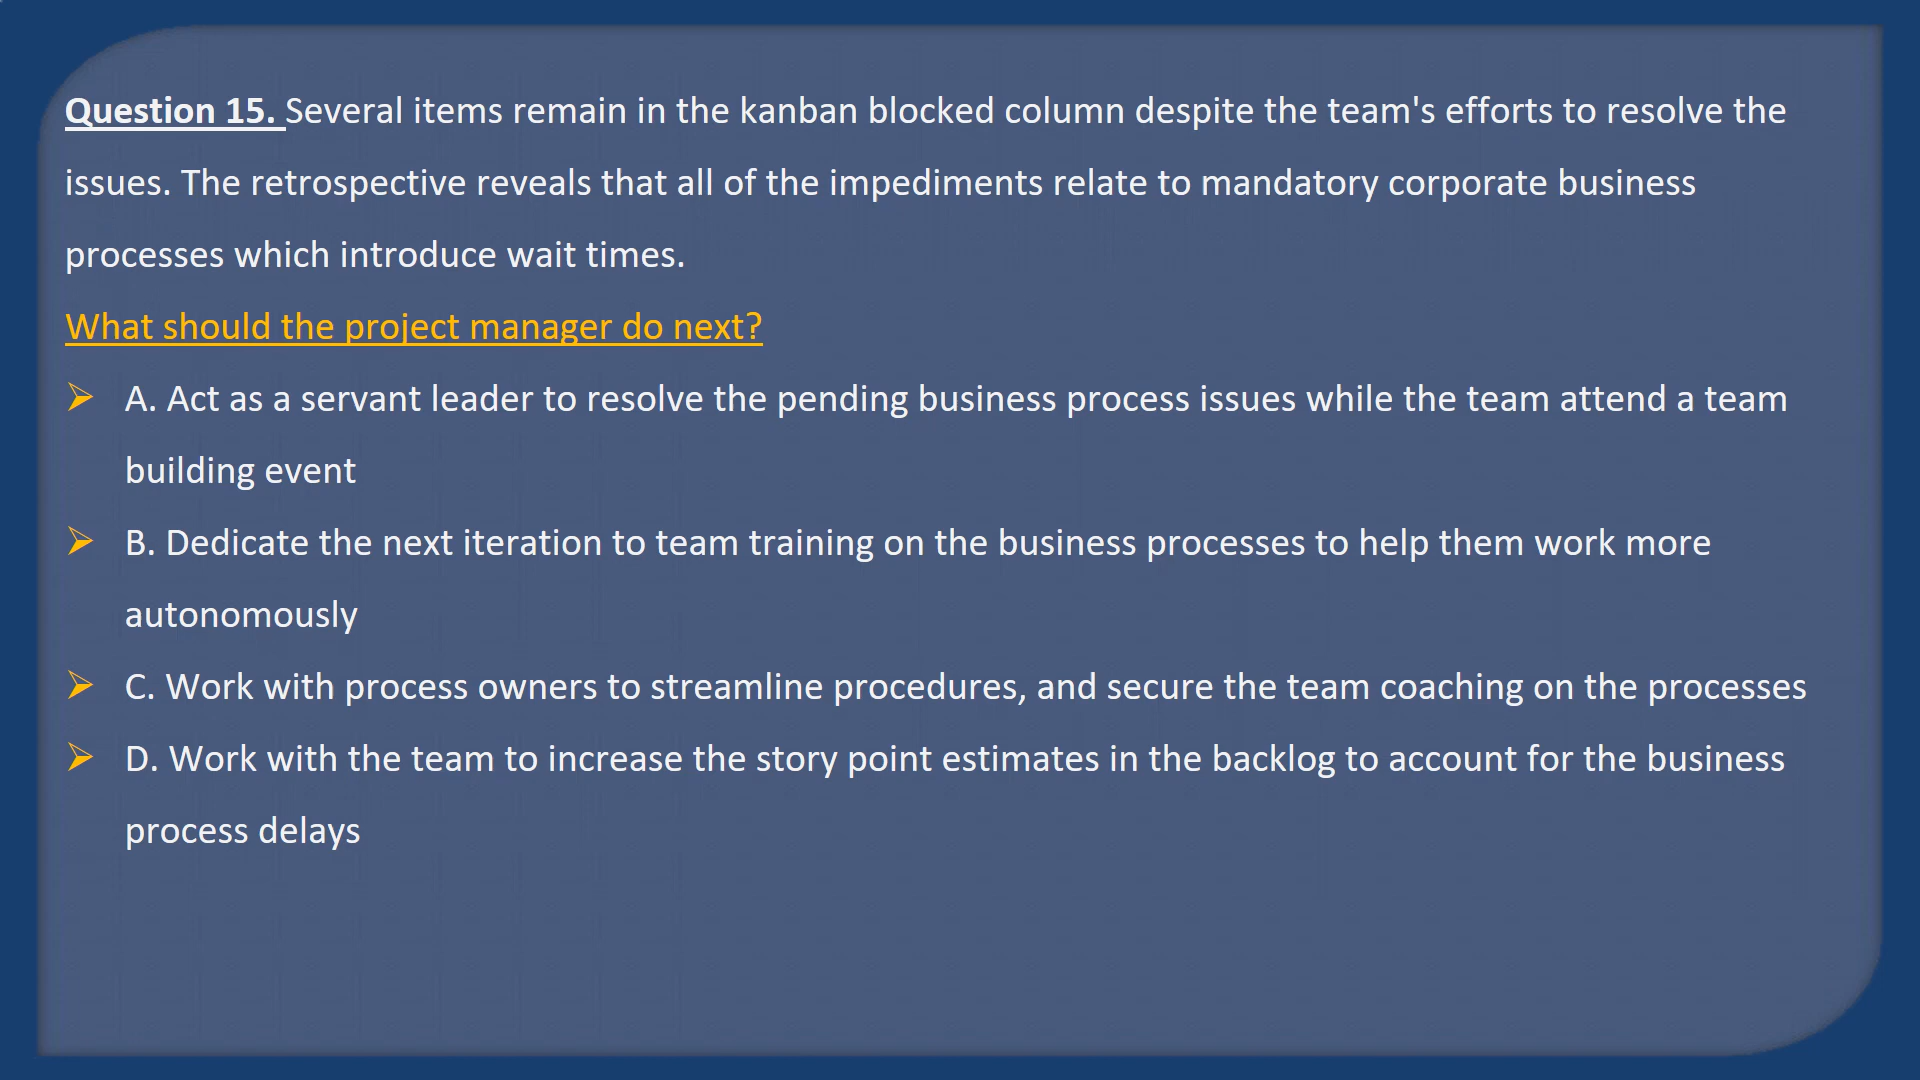 Question 15. Several items remain in the kanban blocked column despite the team's efforts to resolve the
issues. The retrospective reveals that all of the impediments relate to mandatory corporate business
processes which introduce wait times.
What should the project manager do next?
➢ A. Act as a servant leader to resolve the pending business process issues while the team attend a team
building event
➢ B. Dedicate the next iteration to team training on the business processes to help them work more
autonomously
➢ C. Work with process owners to streamline procedures, and secure the team coaching on the processes
➢ D. Work with the team to increase the story point estimates in the backlog to account for the business
process delays